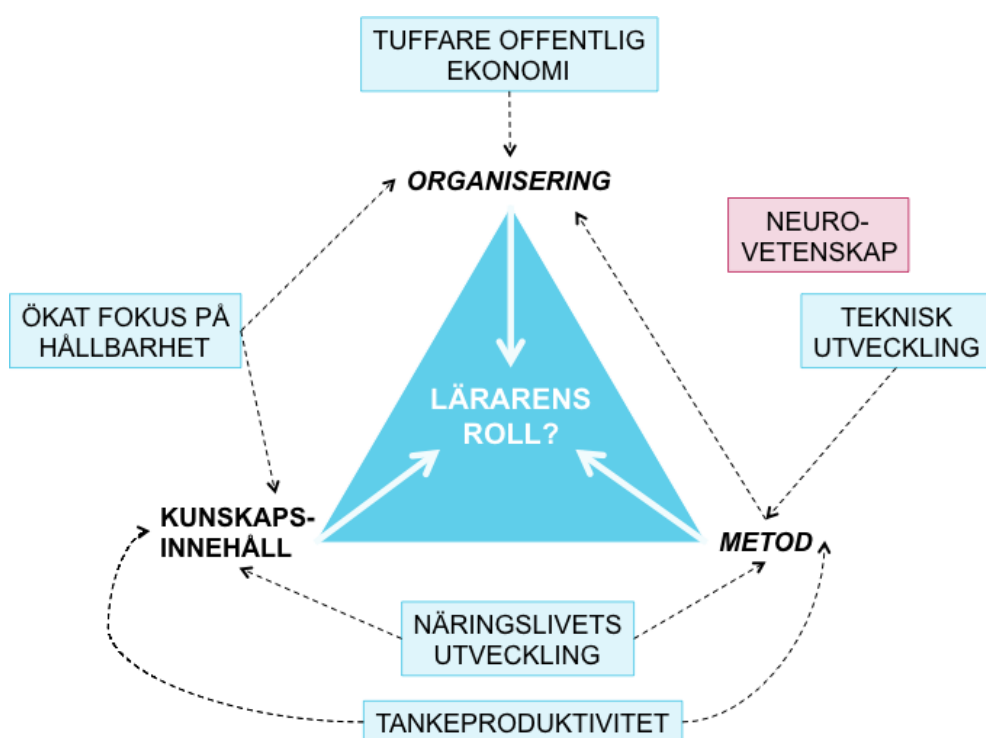 TUFFARE OFFENTLIG
EKONOMI
ORGANISERING
NEURO-
VETENSKAP
ÖKAT FOKUS PÅ
HÅLLBARHET
TEKNISK
UTVECKLING
LÄRARENS
ROLL?
KUNSKAPS-
INNEHÅLL
METOD
NÄRINGSLIVETS
UTVECKLING
TANKEPRODUKTIVITET